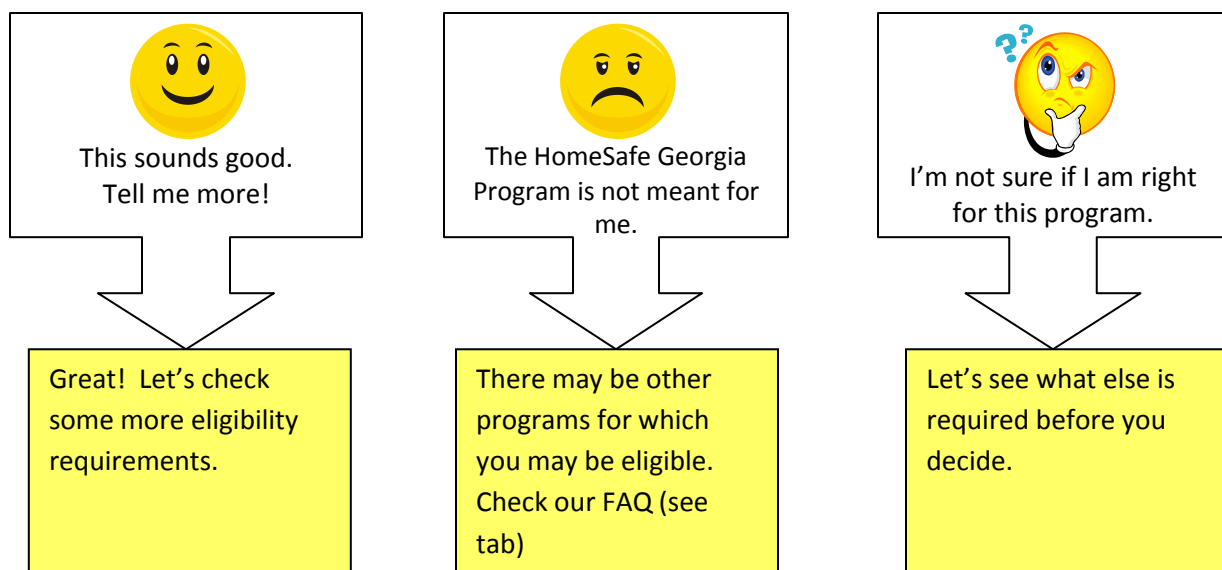 This sounds good.
Tell me more!
The HomeSafe Georgia
Program is not meant for
me.
??
I’m not sure if I am right
for this program.
Great!  Let’s check
some more eligibility
requirements.
There may be other
programs for which
you may be eligible.
Check our FAQ (see
tab)
Let’s see what else is
required before you
decide.